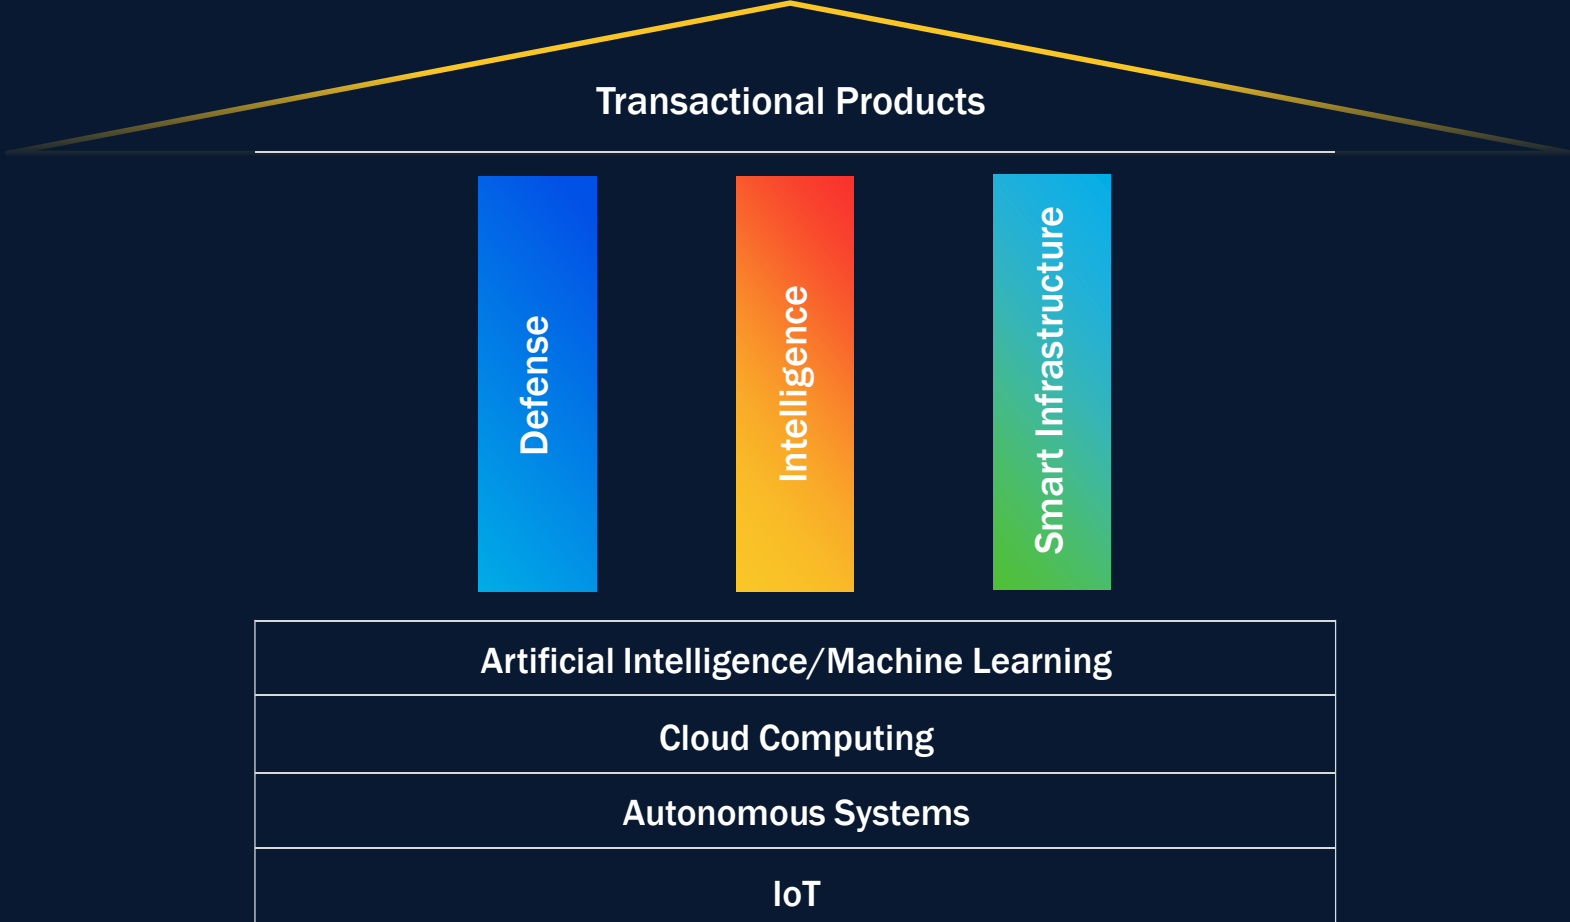 Transactional Products
Defense
Intelligence
Smart Infrastructure
Artificial Intelligence/Machine Learning
Cloud Computing
Autonomous Systems
IoT